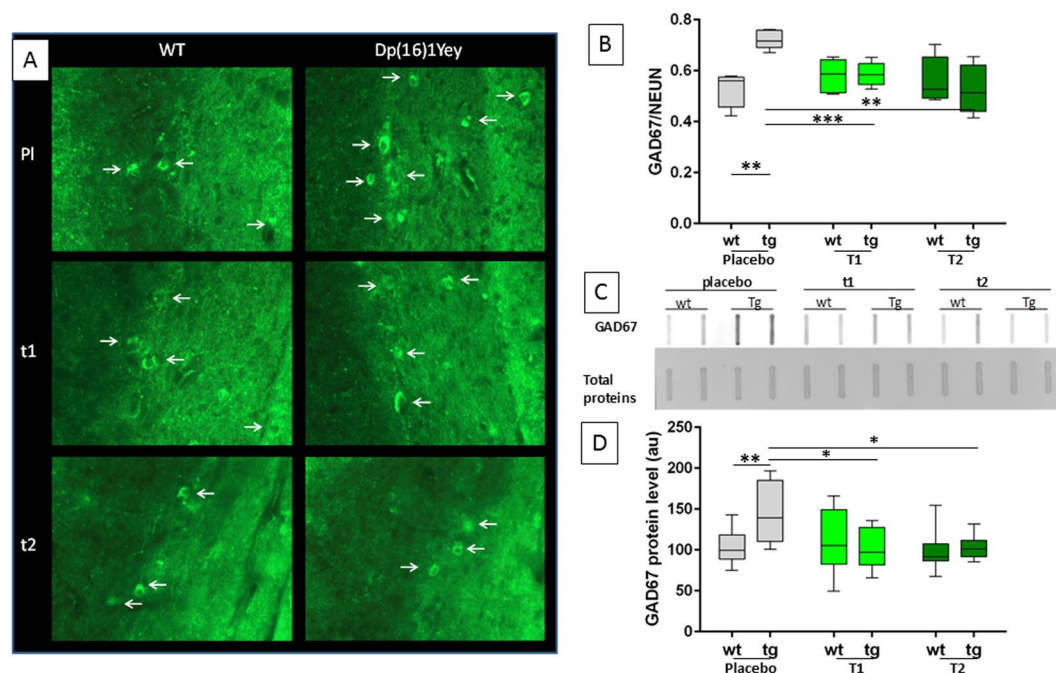 A
WT Dp(16)1Yey
Pl
t1
t2
B
GAD67/NEUN
0.8
0.6
0.4
0.2
0.0
**
***
**
wt tg wt tg wt tg
Placebo T1 T2
C
placebo t1 t2
wt Tg wt Tg wt Tg
GAD67
Total
proteins
D
GAD67 protein level (au)
250
200
150
100
50
0
*
** *
wt tg wt tg wt tg
Placebo T1 T2